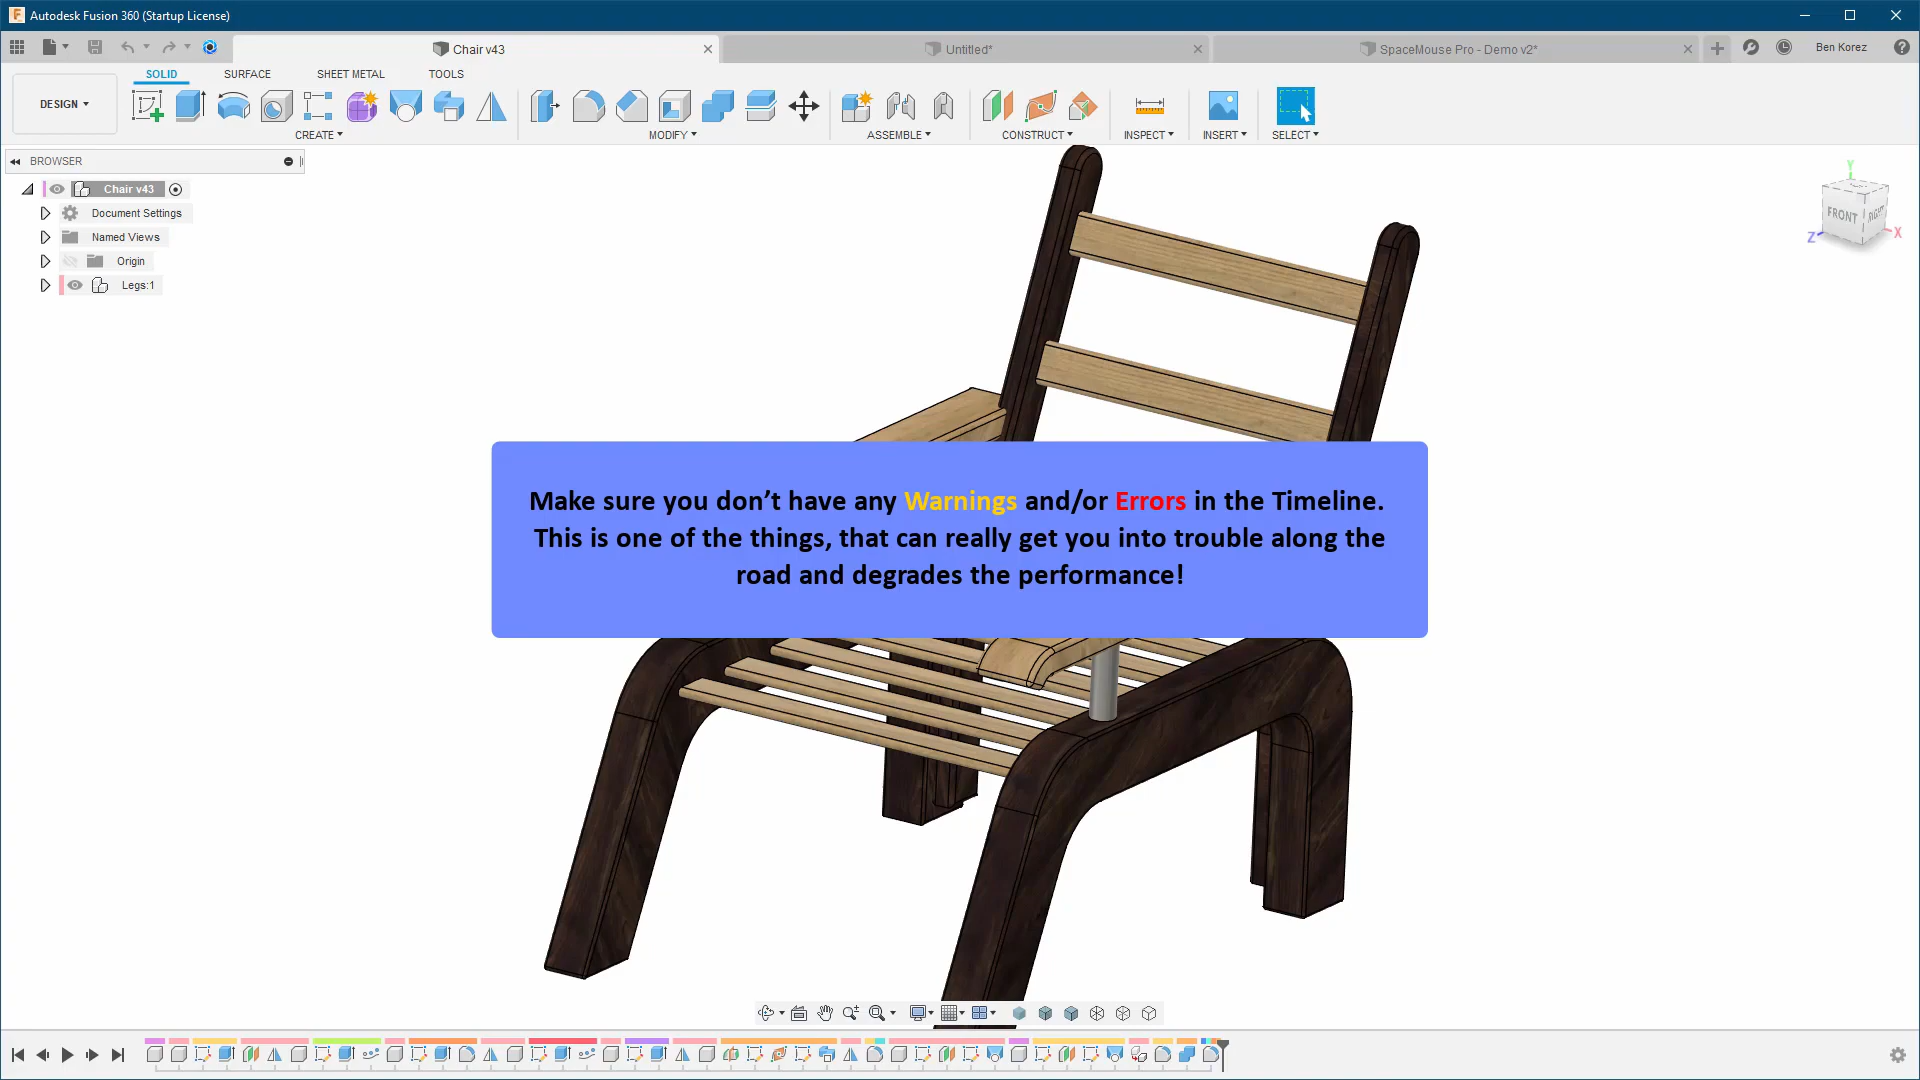 Autodesk Fusion 360 (Startup License)
Chair v43
Untitled*
SpaceMouse Pro - Demo v2*
Ben Korez
SOLID
SURFACE
SHEET METAL
TOOLS
DESIGN
CREATE
MODIFY
ASSEMBLE
CONSTRUCT
INSPECT
INSERT
SELECT
BROWSER
Chair v43
Document Settings
Named Views
Origin
Legs:1
Y
FRONT
RIGHT
Z
X
Make sure you don’t have any Warnings and/or Errors in the Timeline.
This is one of the things, that can really get you into trouble along the
road and degrades the performance!